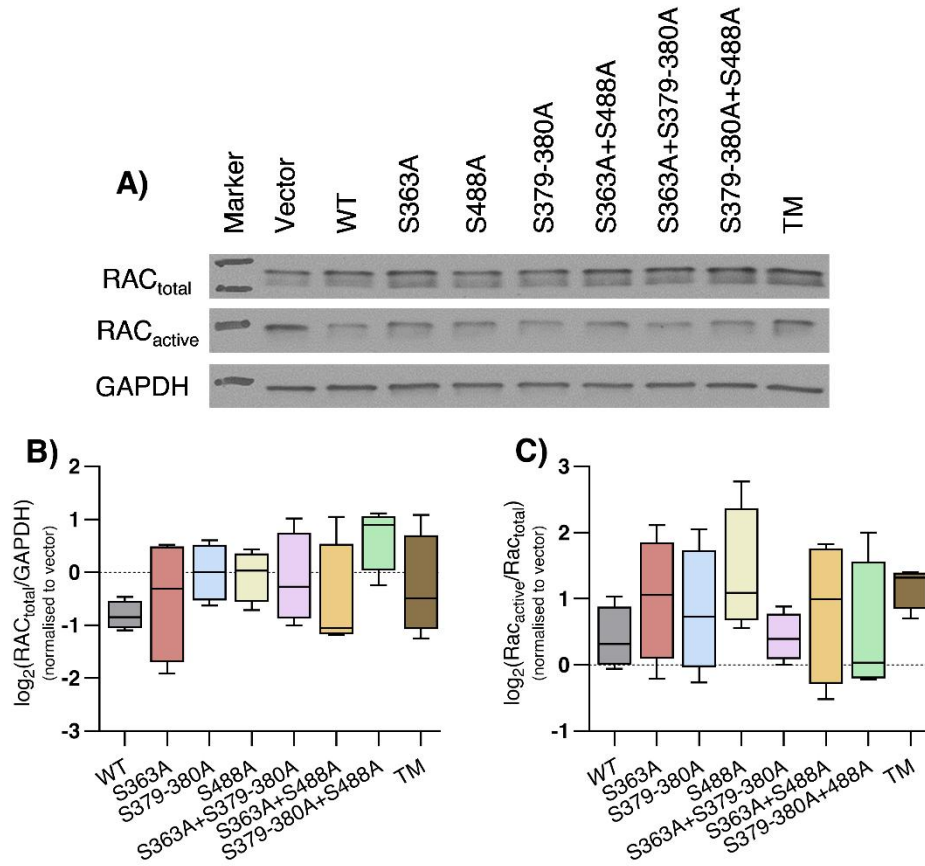 A)
Marker
Vector
WT
S363A
S488A
S379-380A
S363A+S488A
S363A+S379-380A
S379-380A+S488A
TM
RACtotal
RACactive
GAPDH
B)
log2(RACtotal/GAPDH)
(normalised to vector)
2
1
0
-1
-2
-3
WT
S363A
S379-380A
S488A
S363A+S379-380A
S363A+S488A
S379-380A+S488A
TM
C)
log2(Racactive/Ractotal)
(normalised to vector)
3
2
1
0
-1
WT
S363A
S379-380A
S488A
S363A+S379-380A
S363A+S488A
S379-380A+488A
TM